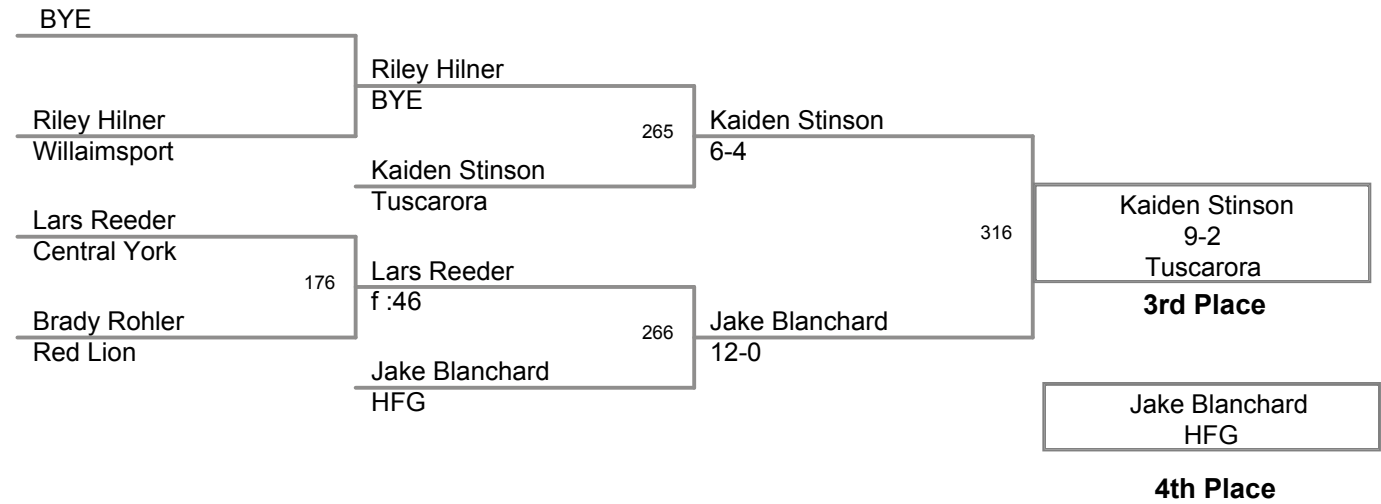 BYE
Riley Hilner
Willaimsport
Lars Reeder
Central York
176
Brady Rohler
Red Lion
Riley Hilner
BYE
265
Kaiden Stinson
Tuscarora
Lars Reeder
f :46
266
Jake Blanchard
HFG
Kaiden Stinson
6-4
316
Jake Blanchard
12-0
Kaiden Stinson
9-2
Tuscarora
3rd Place
Jake Blanchard
HFG
4th Place